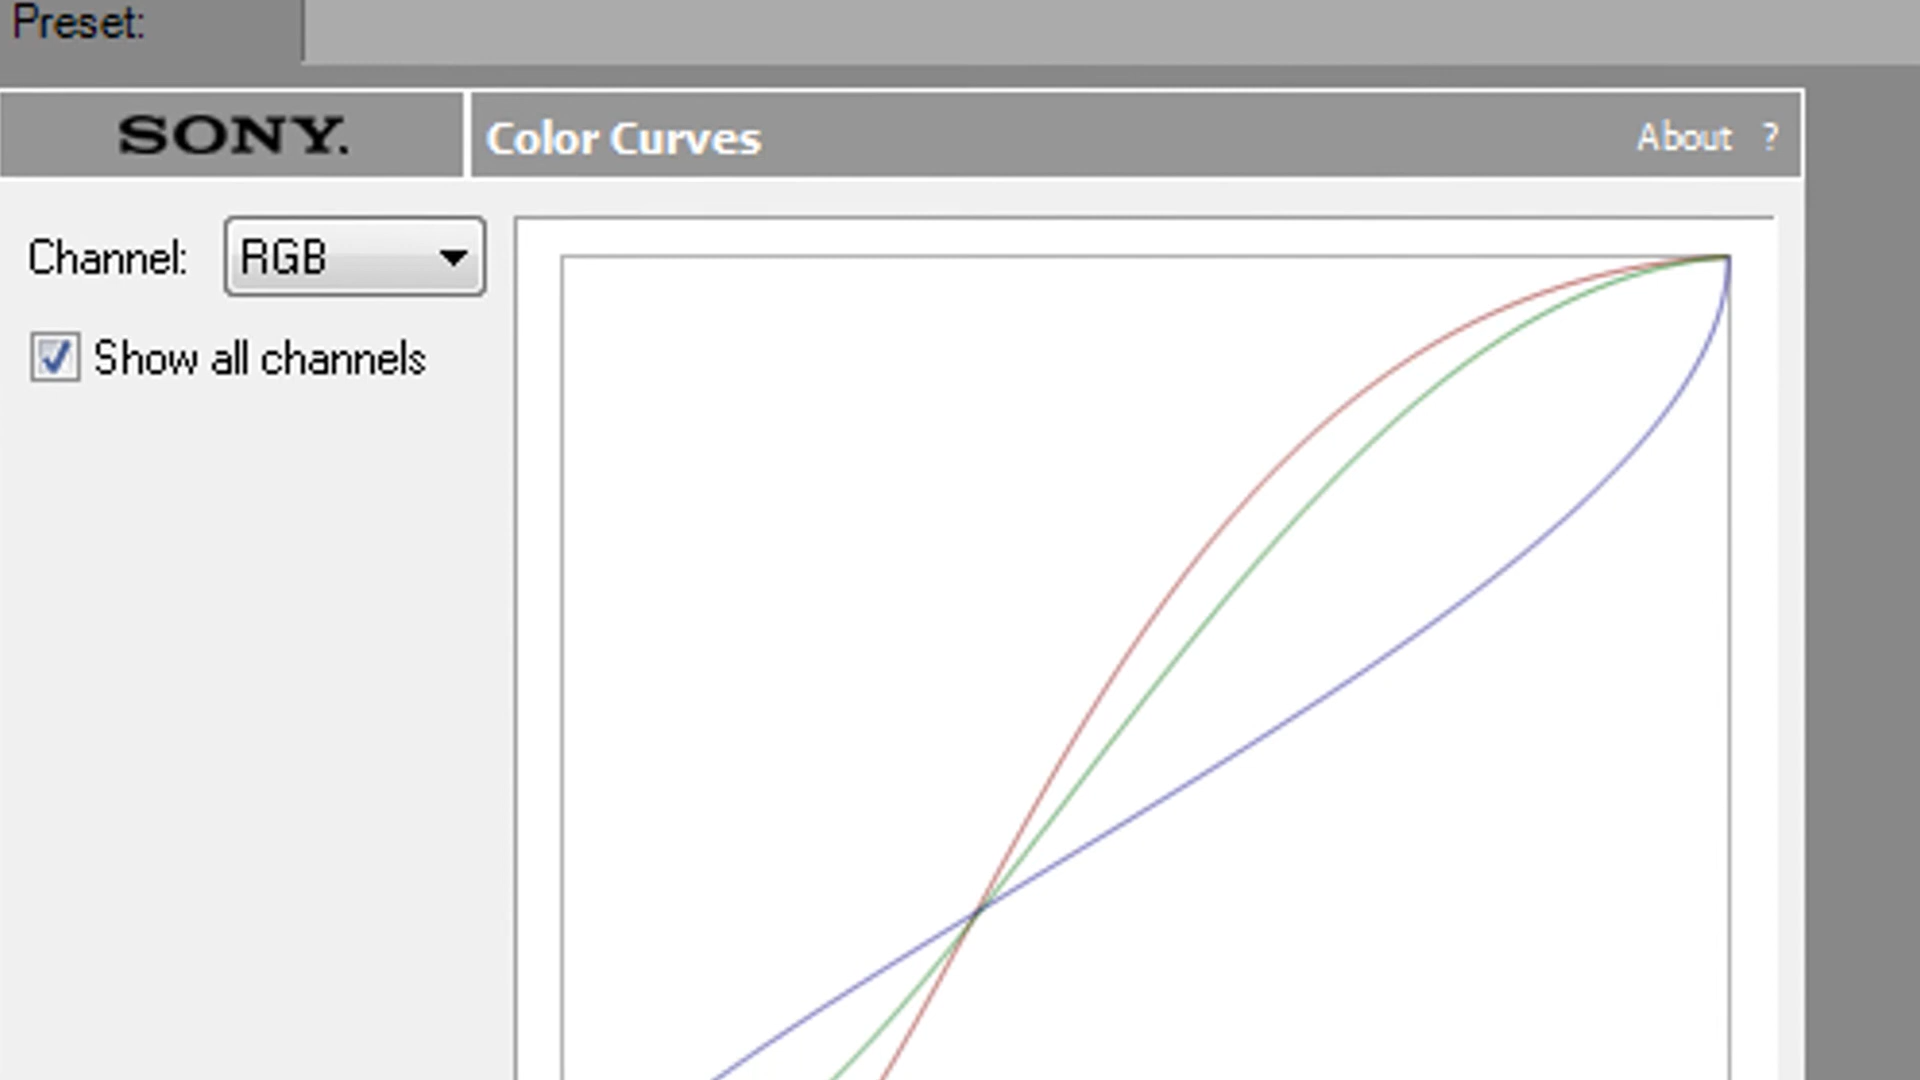 Preset:
SONY.
Color Curves
About ?
Channel: RGB
Show all channels